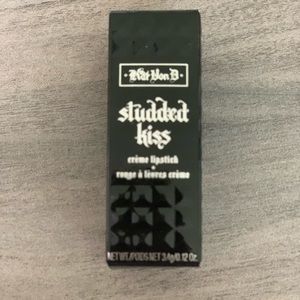 • Kat Von D •
studded
kiss
crème lipstick
•
rouge à lèvres crème
NET WT./POIDS NET 3.4g/0.12 Oz.